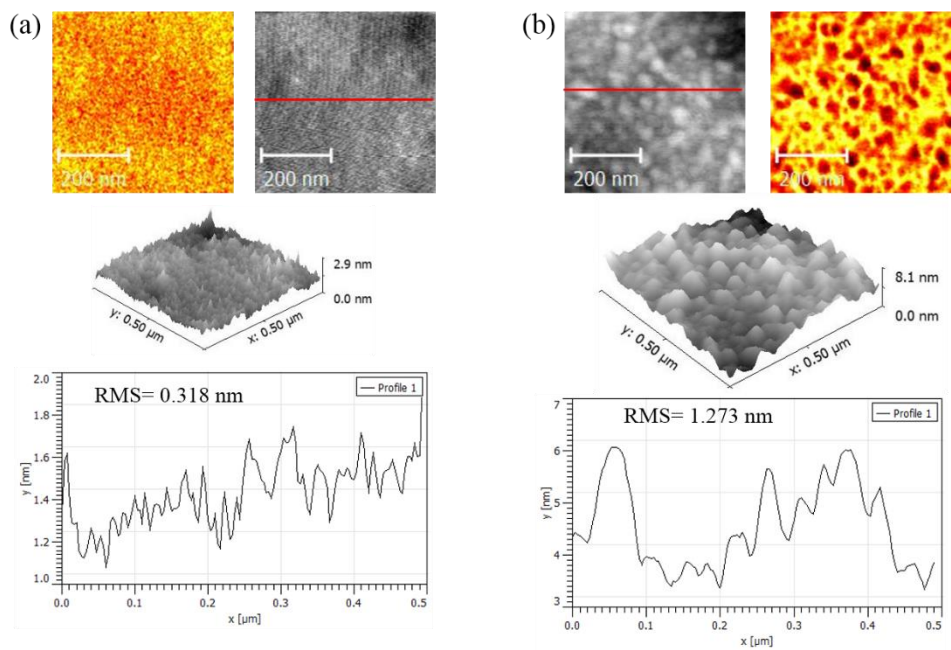 (a)
200 nm
200 nm
2.9 nm
0.0 nm
y: 0.50 µm
x: 0.50 µm
2.0
1.8
1.6
1.4
1.2
1.0
y [nm]
RMS= 0.318 nm
Profile 1
0.0
0.1
0.2
0.3
0.4
0.5
x [µm]
(b)
200 nm
200 nm
8.1 nm
0.0 nm
y: 0.50 µm
x: 0.50 µm
7
6
5
4
3
y [nm]
RMS= 1.273 nm
Profile 1
0.0
0.1
0.2
0.3
0.4
0.5
x [µm]